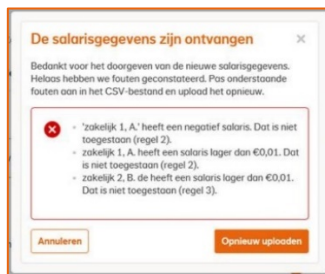 De salarisgegevens zijn ontvangen
Bedankt voor het doorgeven van de nieuwe salarisgegevens.
Helaas hebben we fouten geconstateerd. Pas onderstaande
fouten aan in het CSV-bestand en upload het opnieuw.
- 'zakelijk 1, A.' heeft een negatief salaris. Dat is niet
toegestaan (regel 2).
- zakelijk 1, A. heeft een salaris lager dan €0,01. Dat
is niet toegestaan (regel 2).
- zakelijk 2, B. de heeft een salaris lager dan €0,01.
Dat is niet toegestaan (regel 3).
Annuleren
Opnieuw uploaden